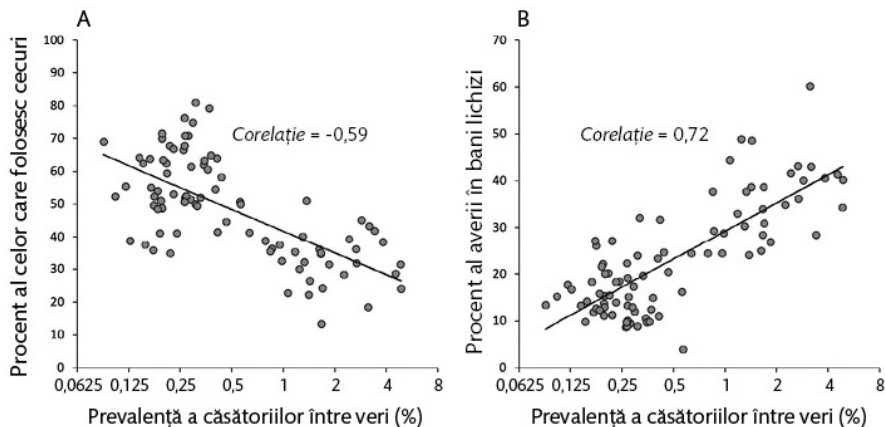 A
Procent al celor care folosesc cecuri
100
90
80
70
60
50
40
30
20
10
0
Corelație = -0,59
0,0625 0,125 0,25 0,5 1 2 4 8
Prevalență a căsătoriilor între veri (%)
B
Procent al averii în bani lichizi
70
60
50
40
30
20
10
0
Corelație = 0,72
0,0625 0,125 0,25 0,5 1 2 4 8
Prevalență a căsătoriilor între veri (%)